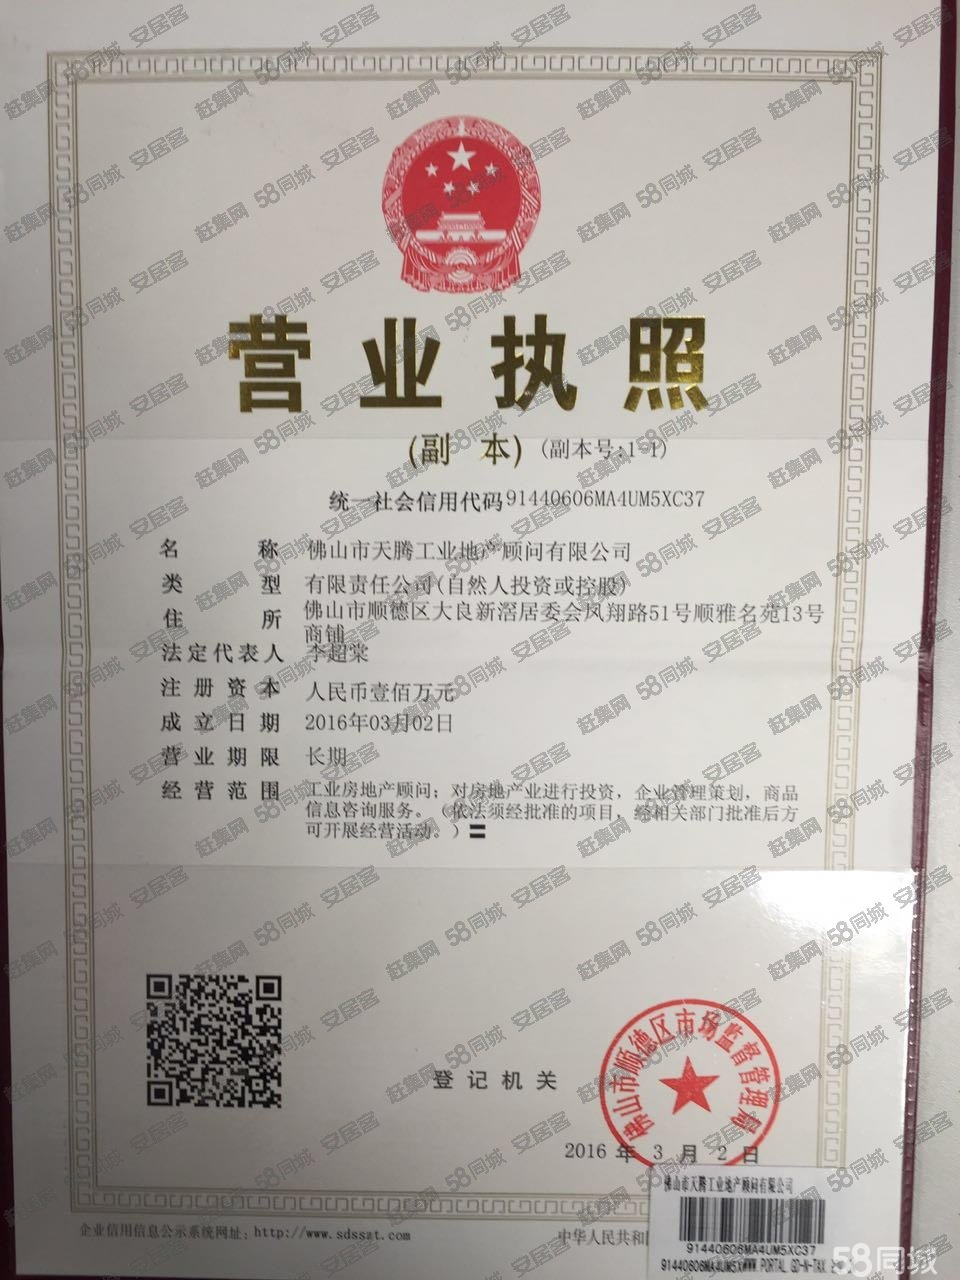 营业执照
(副 本) (副本号:1-1)
统一社会信用代码91440606MA4UM5XC37
名 称 佛山市天腾工业地产顾问有限公司
类 型 有限责任公司(自然人投资或控股)
住 所 佛山市顺德区大良新滘居委会凤翔路51号顺雅名苑13号
商铺
法定代表人 李超棠
注册资本 人民币壹佰万元
成立日期 2016年03月02日
营业期限 长期
经营范围 工业房地产顾问；对房地产业进行投资，企业管理策划，商品
信息咨询服务。（依法须经批准的项目，经相关部门批准后方
可开展经营活动。）〓
登记机关
佛山市顺德区市场监督管理局
2016 年 3 月 2 日
佛山市天腾工业地产顾问有限公司
91440606MA4UM5XC37
企业信用信息公示系统网址：http://www.sdsszt.com
中华人民共和国
58同城
赶集网 58同城 安居客